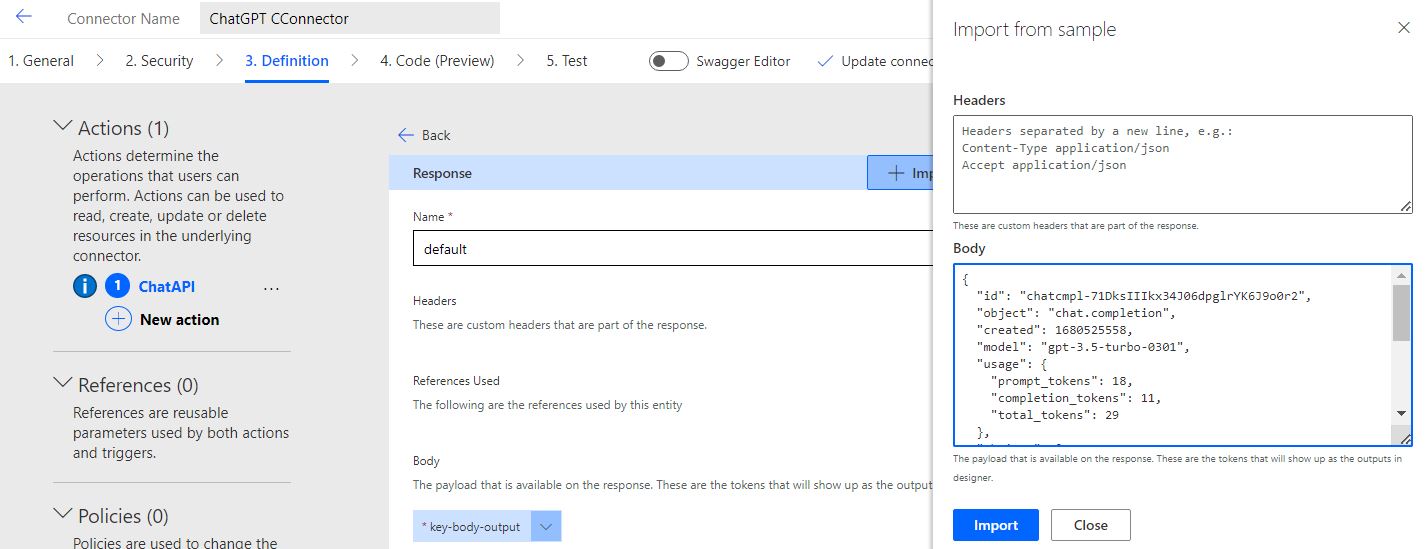 Connector Name
ChatGPT CConnector
1. General
2. Security
3. Definition
4. Code (Preview)
5. Test
Swagger Editor
Update connec
Actions (1)
Actions determine the
operations that users can
perform. Actions can be used to
read, create, update or delete
resources in the underlying
connector.
i
1
ChatAPI
...
New action
References (0)
References are reusable
parameters used by both actions
and triggers.
Policies (0)
Policies are used to change the
Back
Response
Imp
Name *
default
Headers
These are custom headers that are part of the response.
References Used
The following are the references used by this entity
Body
The payload that is available on the response. These are the tokens that will show up as the output
* key-body-output
Import from sample
Headers
Headers separated by a new line, e.g.:
Content-Type application/json
Accept application/json
These are custom headers that are part of the response.
Body
{
"id": "chatcmpl-71DksIIIkx34J06dpglrYK6J9o0r2",
"object": "chat.completion",
"created": 1680525558,
"model": "gpt-3.5-turbo-0301",
"usage": {
"prompt_tokens": 18,
"completion_tokens": 11,
"total_tokens": 29
},
The payload that is available on the response. These are the tokens that will show up as the outputs in
designer.
Import
Close